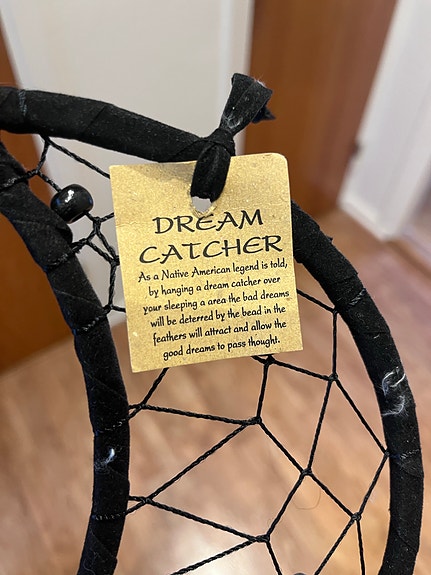 DREAM
CATCHER
As a Native American legend is told,
by hanging a dream catcher over
your sleeping a area the bad dreams
will be deterred by the bead in the
feathers will attract and allow the
good dreams to pass thought.